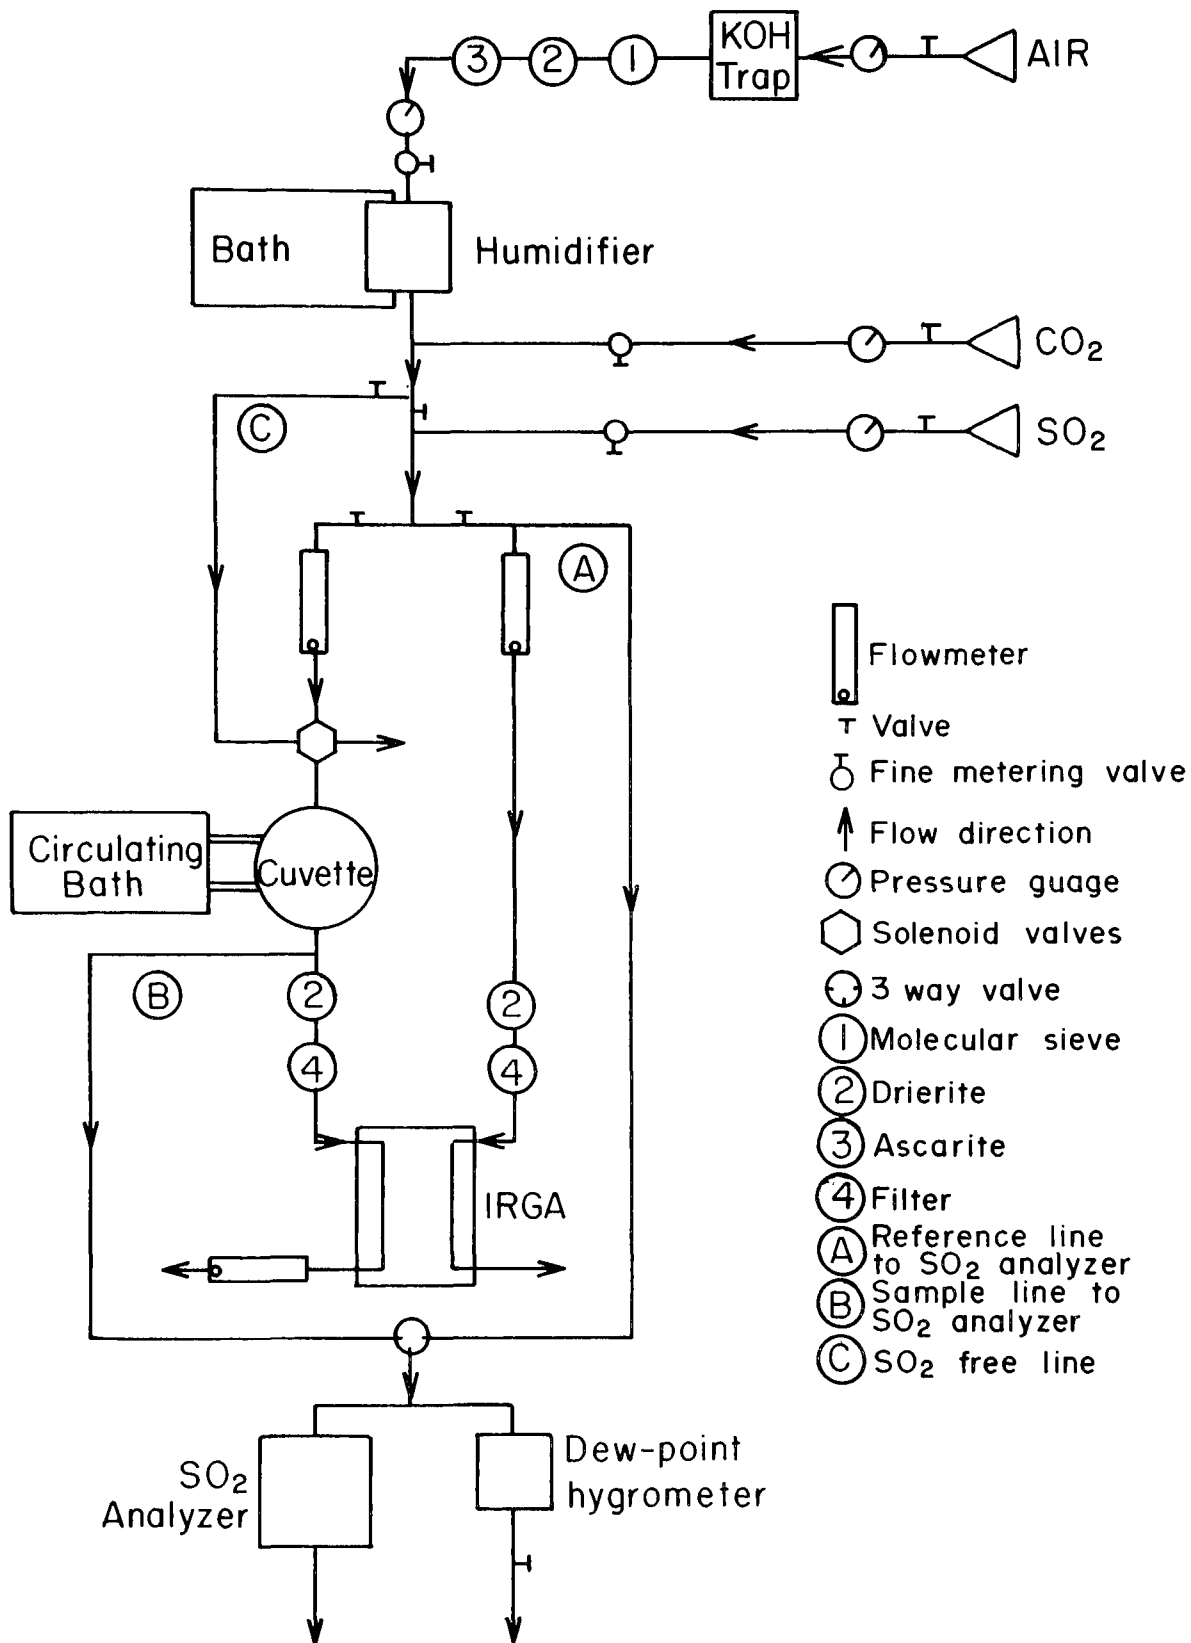 KOH
Trap
AIR
3
2
1
Bath
Humidifier
CO2
C
SO2
A
Flowmeter
Valve
Fine metering valve
Flow direction
Circulating
Bath
Cuvette
Pressure guage
Solenoid valves
B
2
2
3 way valve
1 Molecular sieve
4
4
2 Drierite
3 Ascarite
IRGA
4 Filter
A Reference line
to SO2 analyzer
B Sample line to
SO2 analyzer
C SO2 free line
SO2
Analyzer
Dew-point
hygrometer